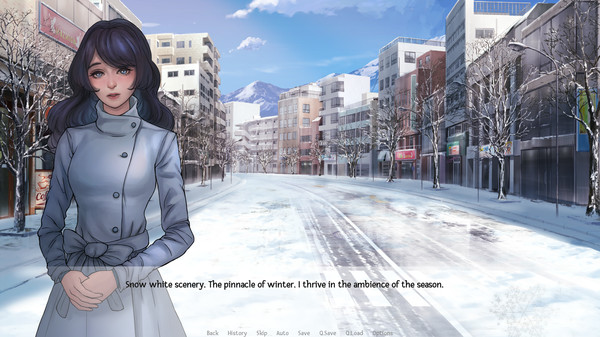 Snow white scenery. The pinnacle of winter. I thrive in the ambience of the season.
Back History Skip Auto Save Q.Save Q.Load Options